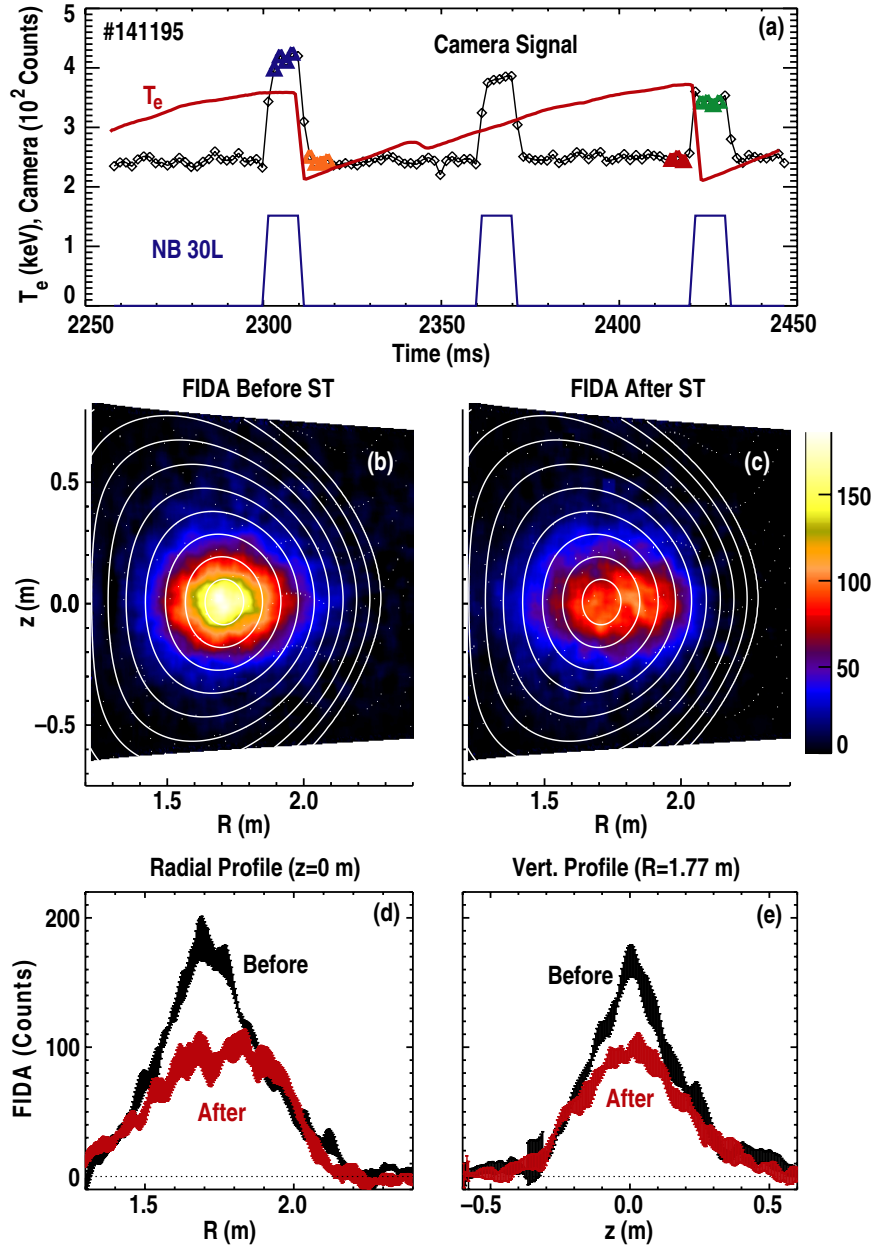 #141195
Camera Signal
(a)
T_e
NB 30L
T_e (keV), Camera (10^2 Counts)
5
4
3
2
1
0
2250
2300
2350
2400
2450
Time (ms)
FIDA Before ST
FIDA After ST
(b)
(c)
z (m)
0.5
0.0
−0.5
1.5
2.0
R (m)
1.5
2.0
R (m)
150
100
50
0
Radial Profile (z=0 m)
Vert. Profile (R=1.77 m)
(d)
(e)
FIDA (Counts)
200
100
0
Before
After
Before
After
1.5
2.0
R (m)
−0.5
0.0
0.5
z (m)